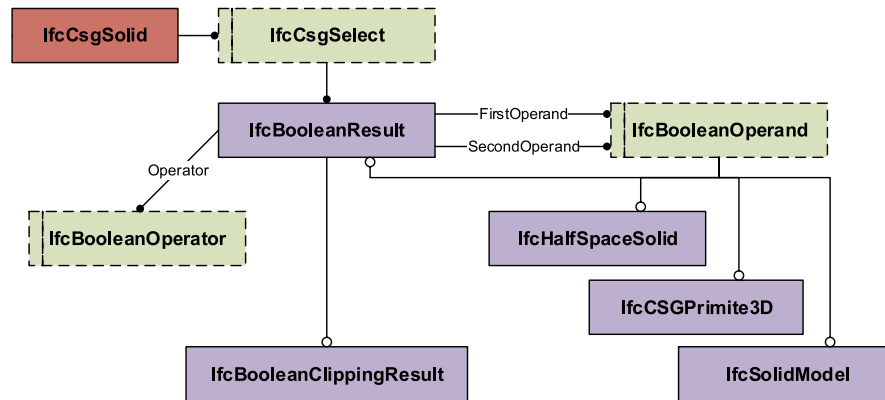 IfcCsgSolid
IfcCsgSelect
IfcBooleanResult
FirstOperand
SecondOperand
IfcBooleanOperand
Operator
IfcBooleanOperator
IfcHalfSpaceSolid
IfcCSGPrimite3D
IfcBooleanClippingResult
IfcSolidModel